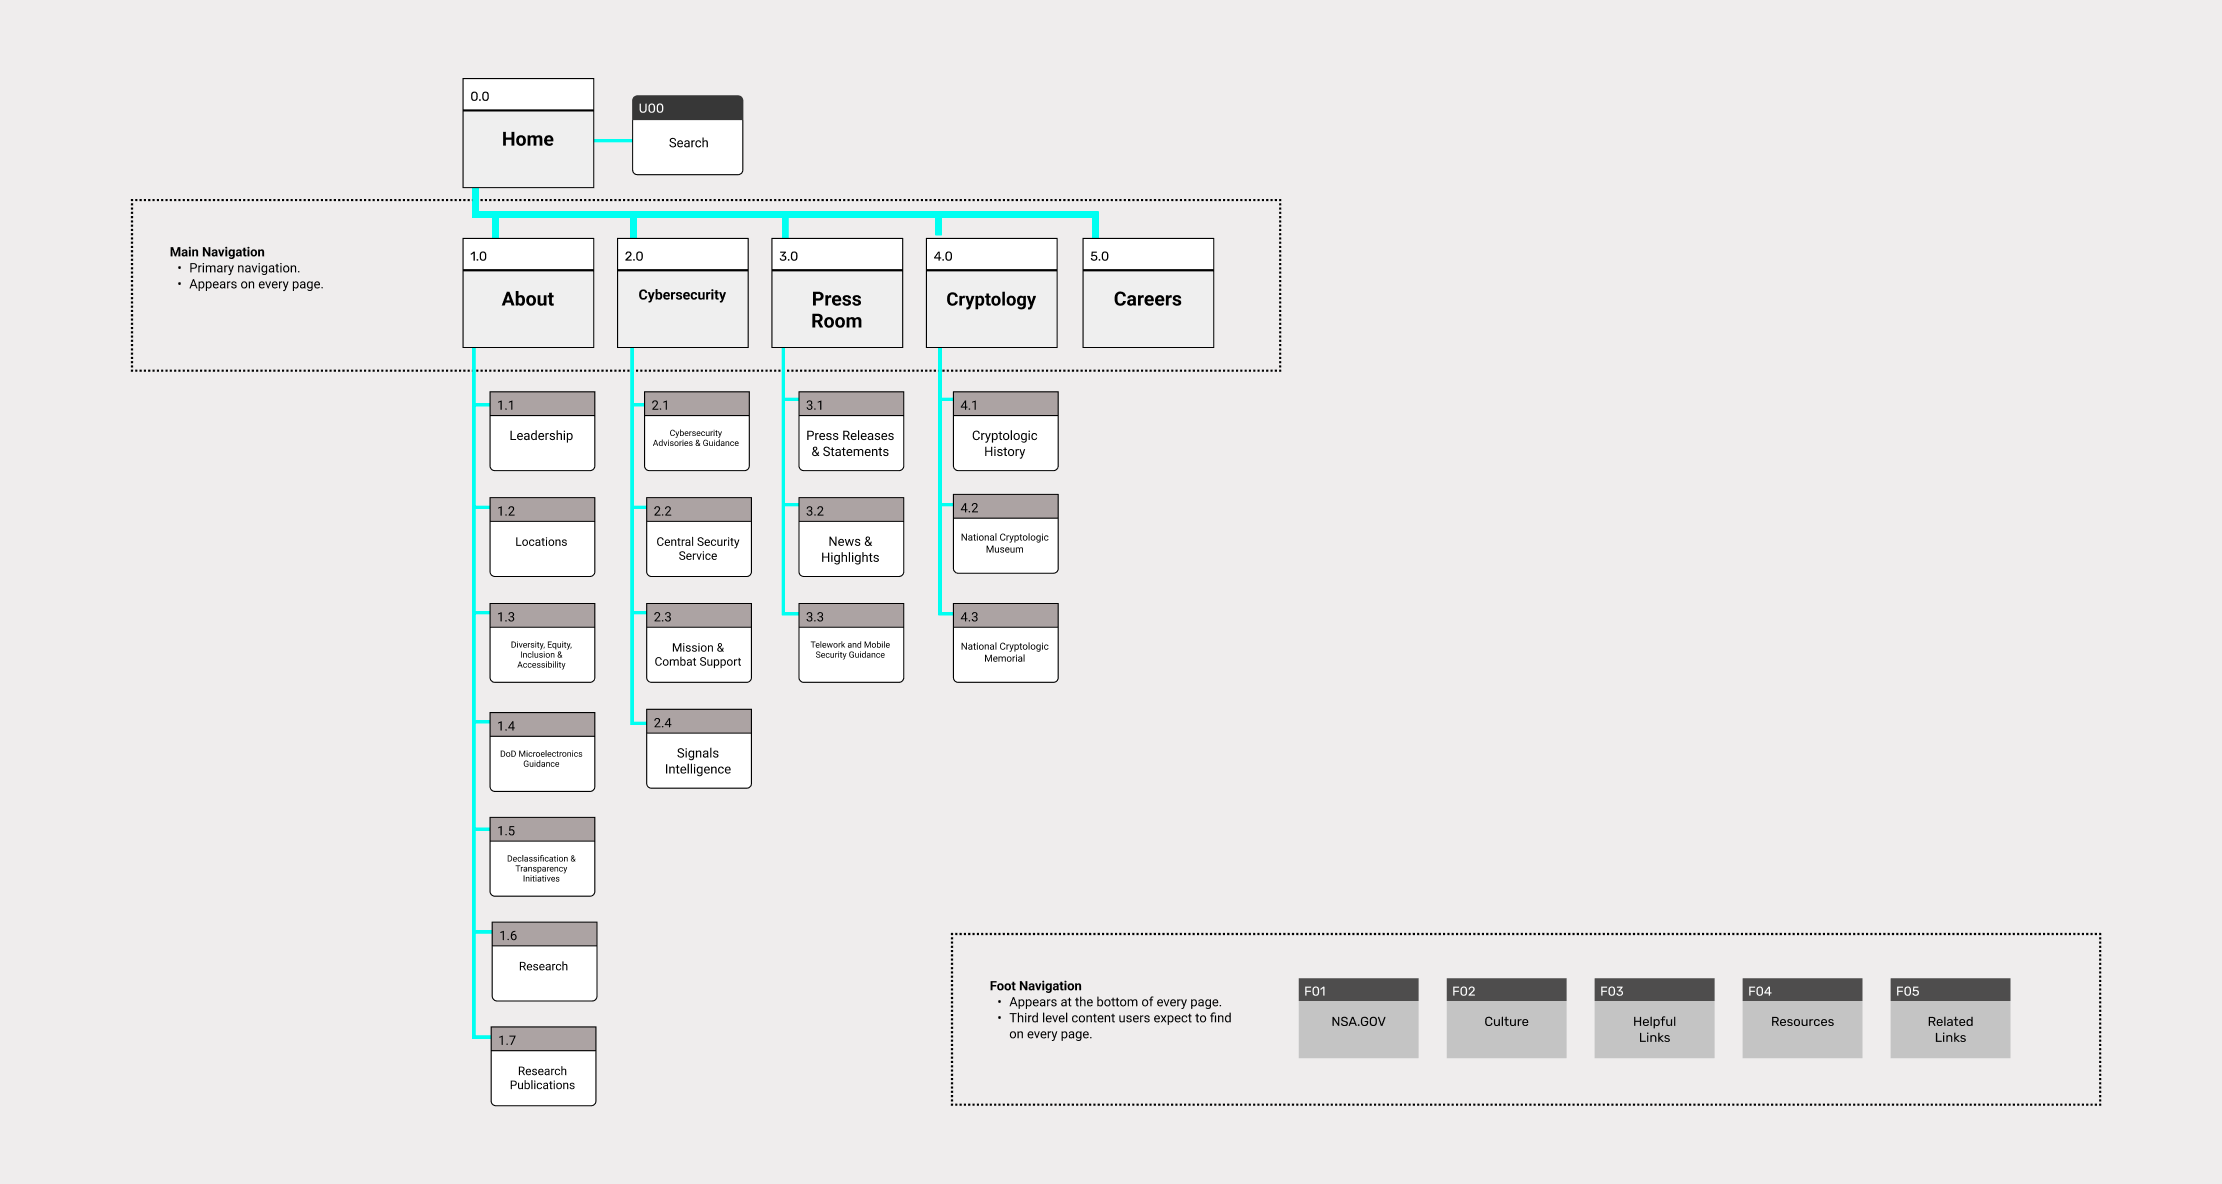 0.0
Home
U00
Search
Main Navigation
• Primary navigation.
• Appears on every page.
1.0
About
2.0
Cybersecurity
3.0
Press
Room
4.0
Cryptology
5.0
Careers
1.1
Leadership
1.2
Locations
1.3
Diversity, Equity,
Inclusion &
Accessibility
1.4
DoD Microelectronics
Guidance
1.5
Declassification &
Transparency
Initiatives
1.6
Research
1.7
Research
Publications
2.1
Cybersecurity
Advisories & Guidance
2.2
Central Security
Service
2.3
Mission &
Combat Support
2.4
Signals
Intelligence
3.1
Press Releases
& Statements
3.2
News &
Highlights
3.3
Telework and Mobile
Security Guidance
4.1
Cryptologic
History
4.2
National Cryptologic
Museum
4.3
National Cryptologic
Memorial
Foot Navigation
• Appears at the bottom of every page.
• Third level content users expect to find
on every page.
F01
NSA.GOV
F02
Culture
F03
Helpful
Links
F04
Resources
F05
Related
Links